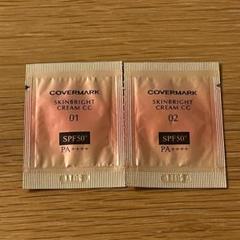 COVERMARK
SKINBRIGHT
CREAM CC
01
SPF50+
PA++++
COVERMARK
SKINBRIGHT
CREAM CC
02
SPF50+
PA++++